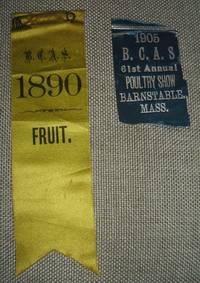 B.C.A.S.
1890
FRUIT.
1905
B. C. A. S
61st Annual
POULTRY SHOW
BARNSTABLE,
MASS.